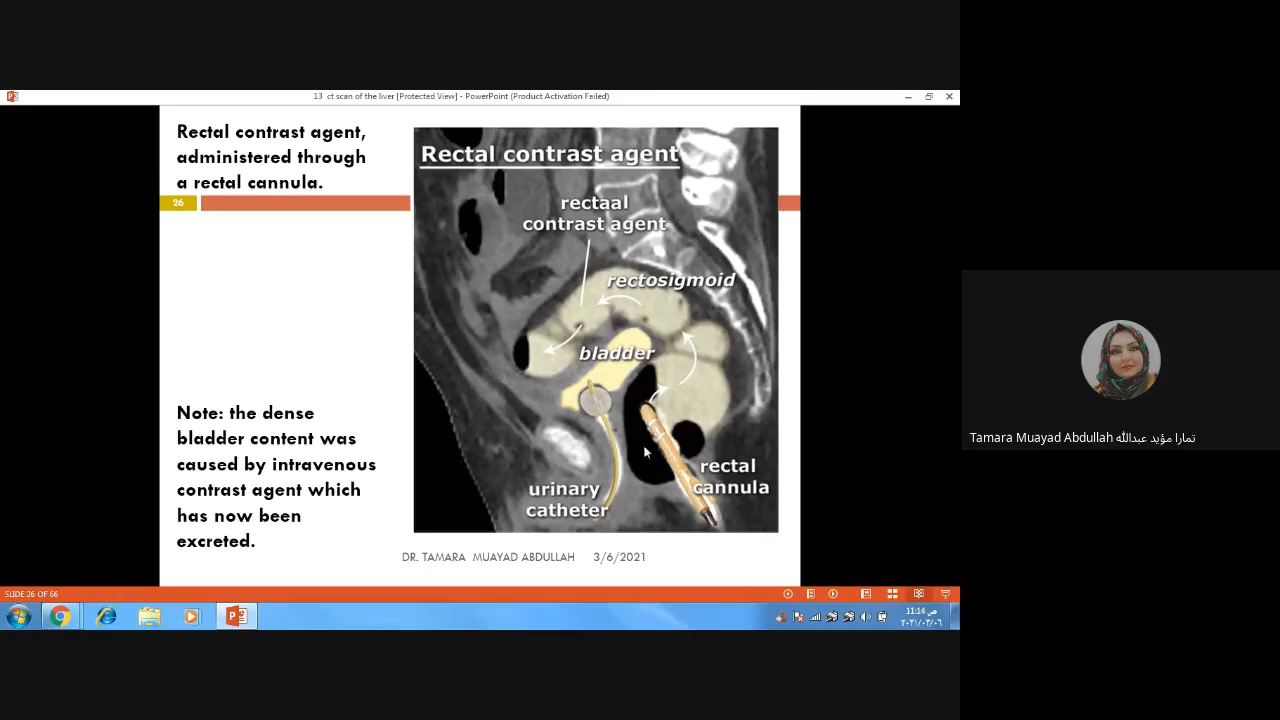 13 ct scan of the liver [Protected View] - PowerPoint (Product Activation Failed)
Rectal contrast agent,
administered through
a rectal cannula.
26
Note: the dense
bladder content was
caused by intravenous
contrast agent which
has now been
excreted.
Rectal contrast agent
rectaal
contrast agent
rectosigmoid
bladder
rectal
cannula
urinary
catheter
DR. TAMARA MUAYAD ABDULLAH 3/6/2021
SLIDE 26 OF 66
11:14 ص
٢٠٢١/٠٣/٠٦
Tamara Muayad Abdullah تمارا مؤيد عبدالله